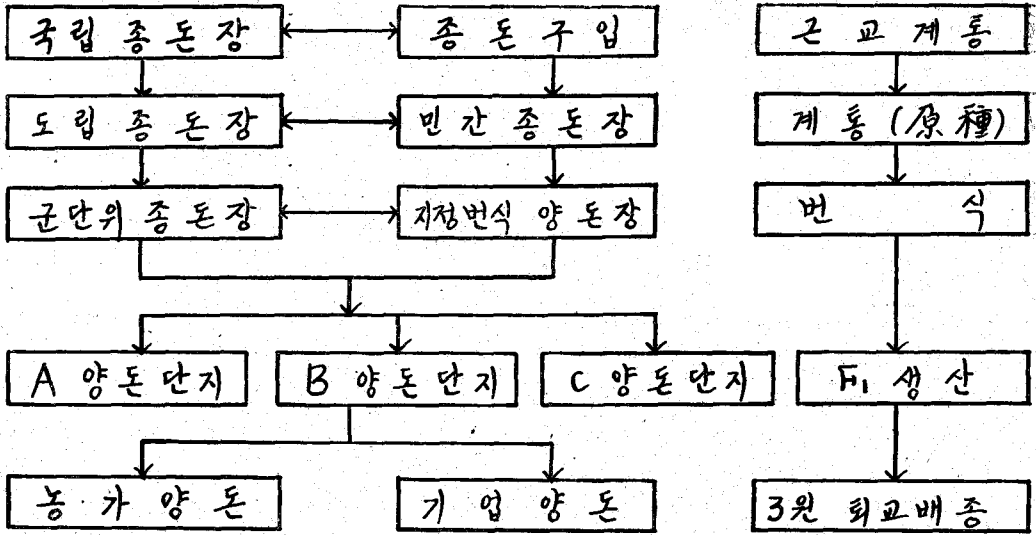 국립 종돈장
종돈구입
근교계통
도립 종돈장
민간종돈장
계통(原種)
군단위 종돈장
지정번식 양돈장
번 식
A 양돈단지
B 양돈단지
C 양돈단지
F₁ 생산
농가양돈
기업양돈
3원 퇴교배종